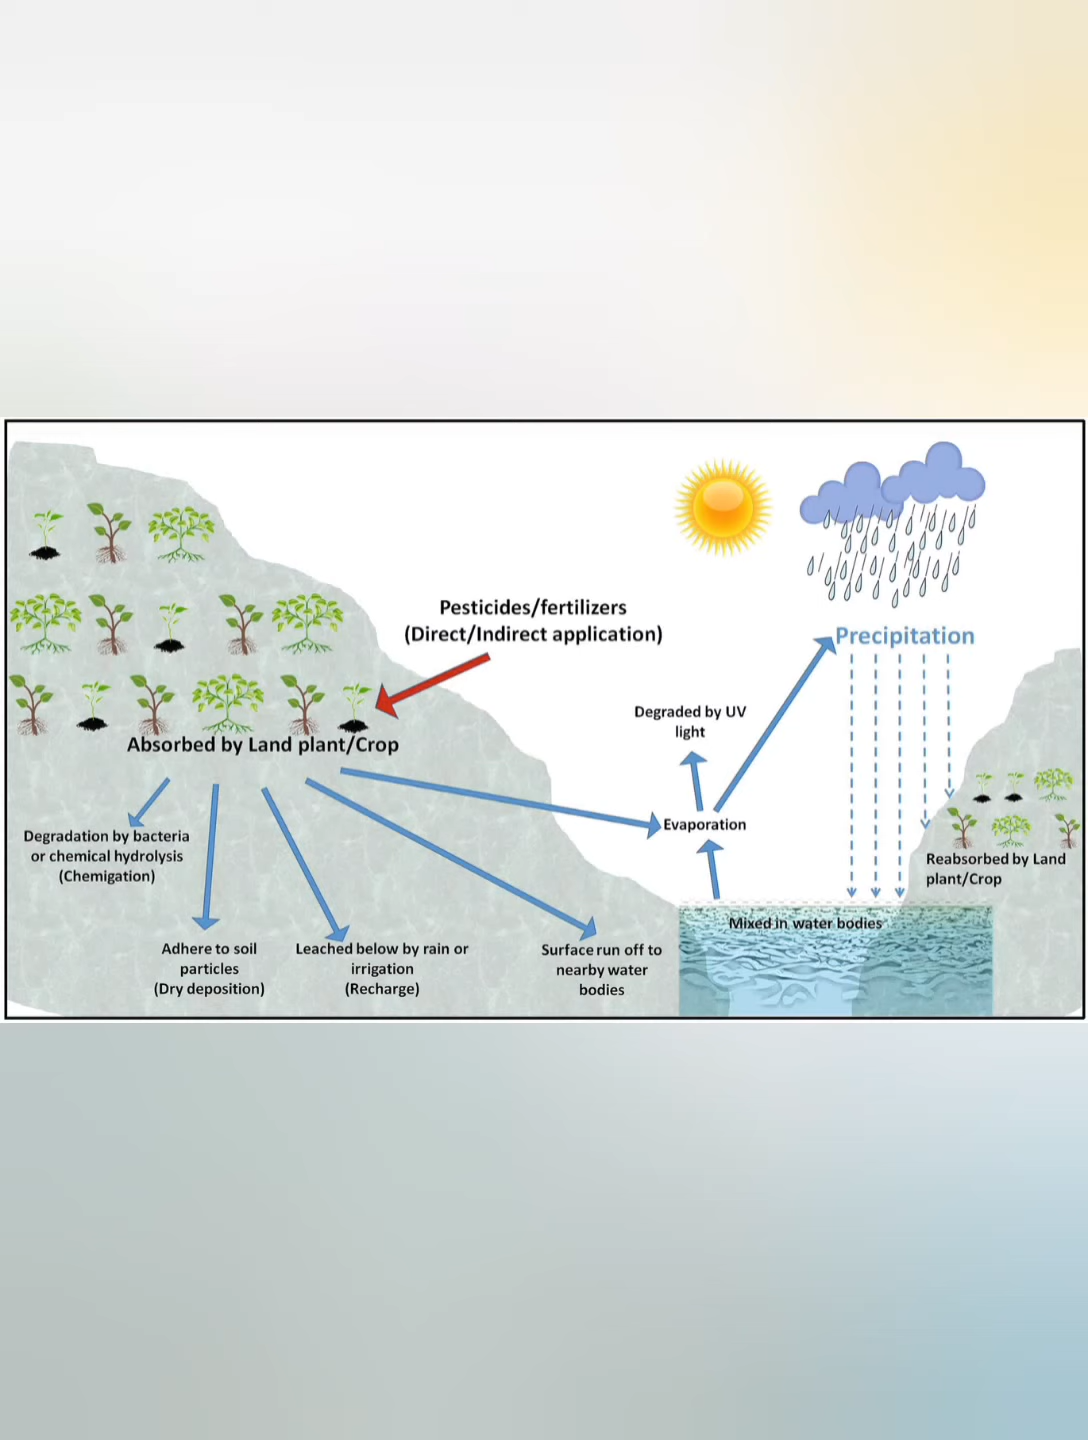 Pesticides/fertilizers
(Direct/Indirect application)
Precipitation
Degraded by UV
light
Absorbed by Land plant/Crop
Evaporation
Degradation by bacteria
or chemical hydrolysis
(Chemigation)
Reabsorbed by Land
plant/Crop
Mixed in water bodies
Adhere to soil
particles
(Dry deposition)
Leached below by rain or
irrigation
(Recharge)
Surface run off to
nearby water
bodies